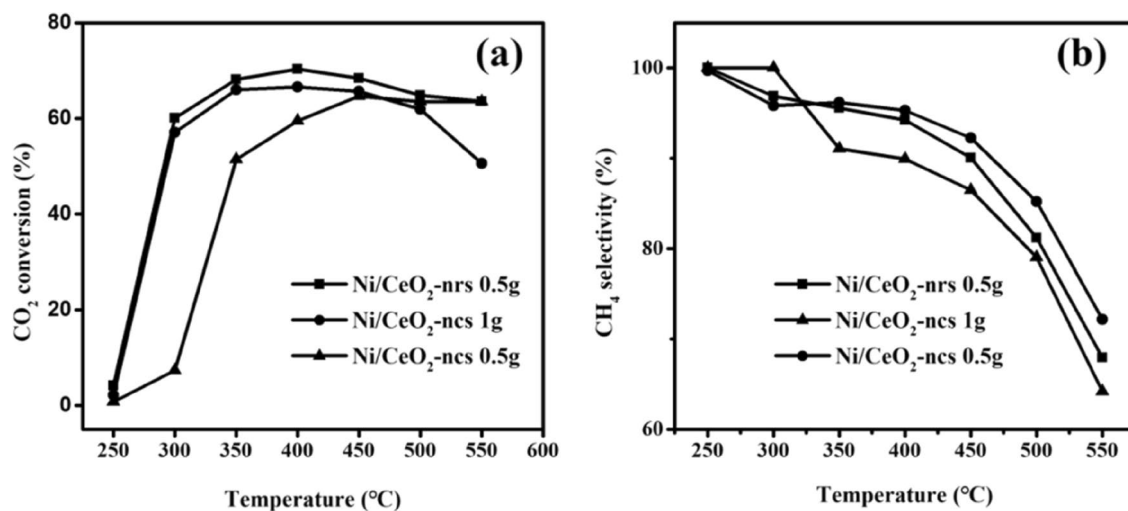 (a)
CO₂ conversion (%)
80
60
40
20
0
Ni/CeO₂-nrs 0.5g
Ni/CeO₂-ncs 1g
Ni/CeO₂-ncs 0.5g
250 300 350 400 450 500 550 600
Temperature (°C)
(b)
CH₄ selectivity (%)
100
80
60
Ni/CeO₂-nrs 0.5g
Ni/CeO₂-ncs 1g
Ni/CeO₂-ncs 0.5g
250 300 350 400 450 500 550
Temperature (°C)